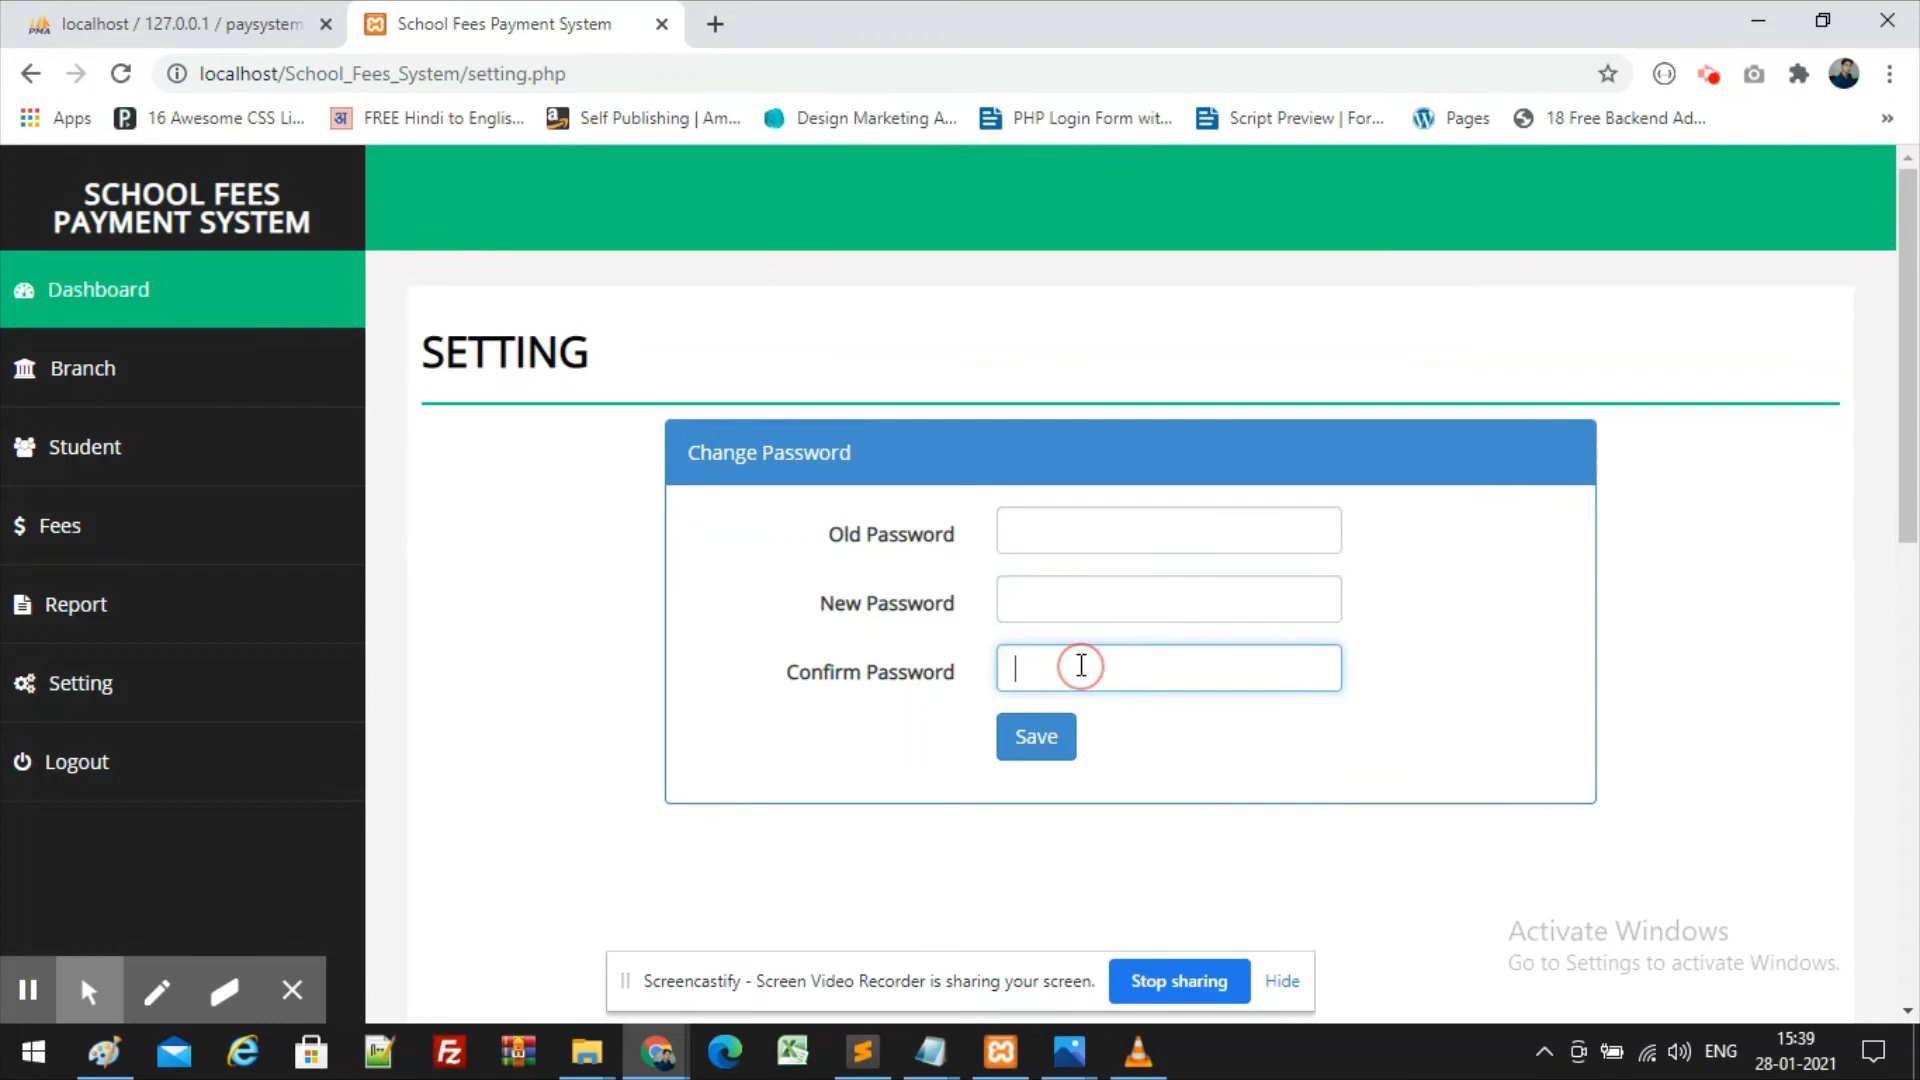 localhost / 127.0.0.1 / paysystem
School Fees Payment System
localhost/School_Fees_System/setting.php
Apps
16 Awesome CSS Li...
FREE Hindi to Englis...
Self Publishing | Am...
Design Marketing A...
PHP Login Form wit...
Script Preview | For...
Pages
18 Free Backend Ad...
»
SCHOOL FEES
PAYMENT SYSTEM
Dashboard
Branch
Student
$ Fees
Report
Setting
Logout
SETTING
Change Password
Old Password
New Password
Confirm Password
Save
Activate Windows
Go to Settings to activate Windows.
Screencastify - Screen Video Recorder is sharing your screen.
Stop sharing
Hide
ENG
15:39
28-01-2021